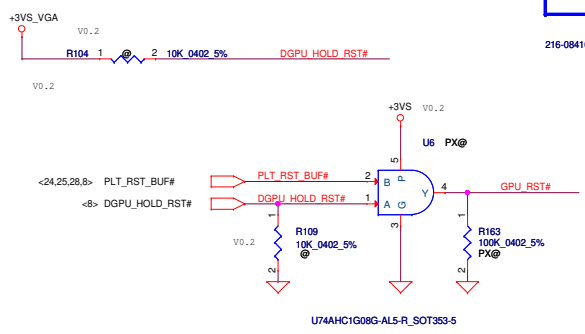 +3VS_VGA
V0.2
R104 1 @ 2 10K_0402_5% DGPU_HOLD_RST#
216-0841
V0.2
+3VS V0.2
U6 PX@
5
<24,25,28,8> PLT_RST_BUF# PLT_RST_BUF# 2 B P
Y 4 GPU_RST#
<8> DGPU_HOLD_RST# DGPU_HOLD_RST# 1 A G
3
1 1
V0.2 R109 R163
10K_0402_5% 100K_0402_5%
@ PX@
2 2
U74AHC1G08G-AL5-R_SOT353-5